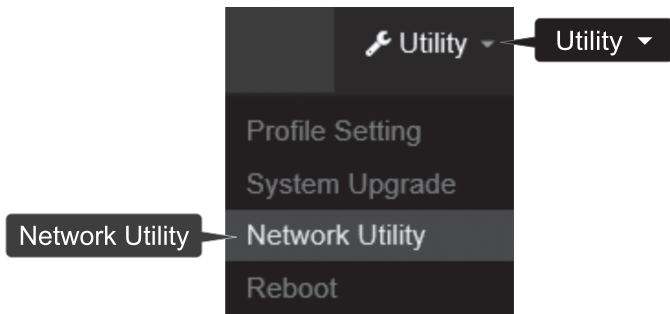 Utility
Utility
Profile Setting
System Upgrade
Network Utility
Network Utility
Reboot